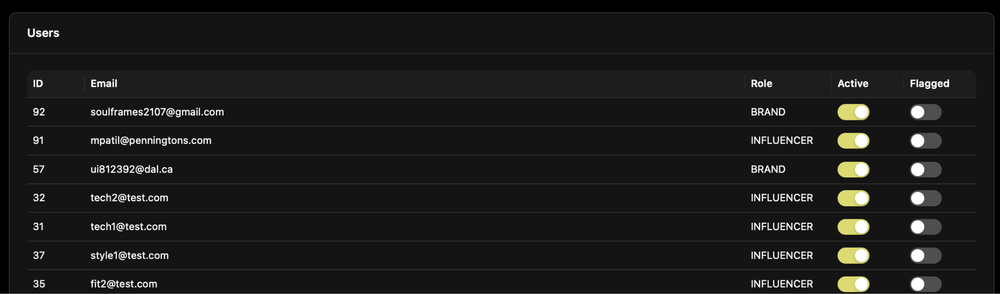 Users
ID Email Role Active Flagged
92 soulframes2107@gmail.com BRAND
91 mpatil@penningtons.com INFLUENCER
57 ui812392@dal.ca BRAND
32 tech2@test.com INFLUENCER
31 tech1@test.com INFLUENCER
37 style1@test.com INFLUENCER
35 fit2@test.com INFLUENCER